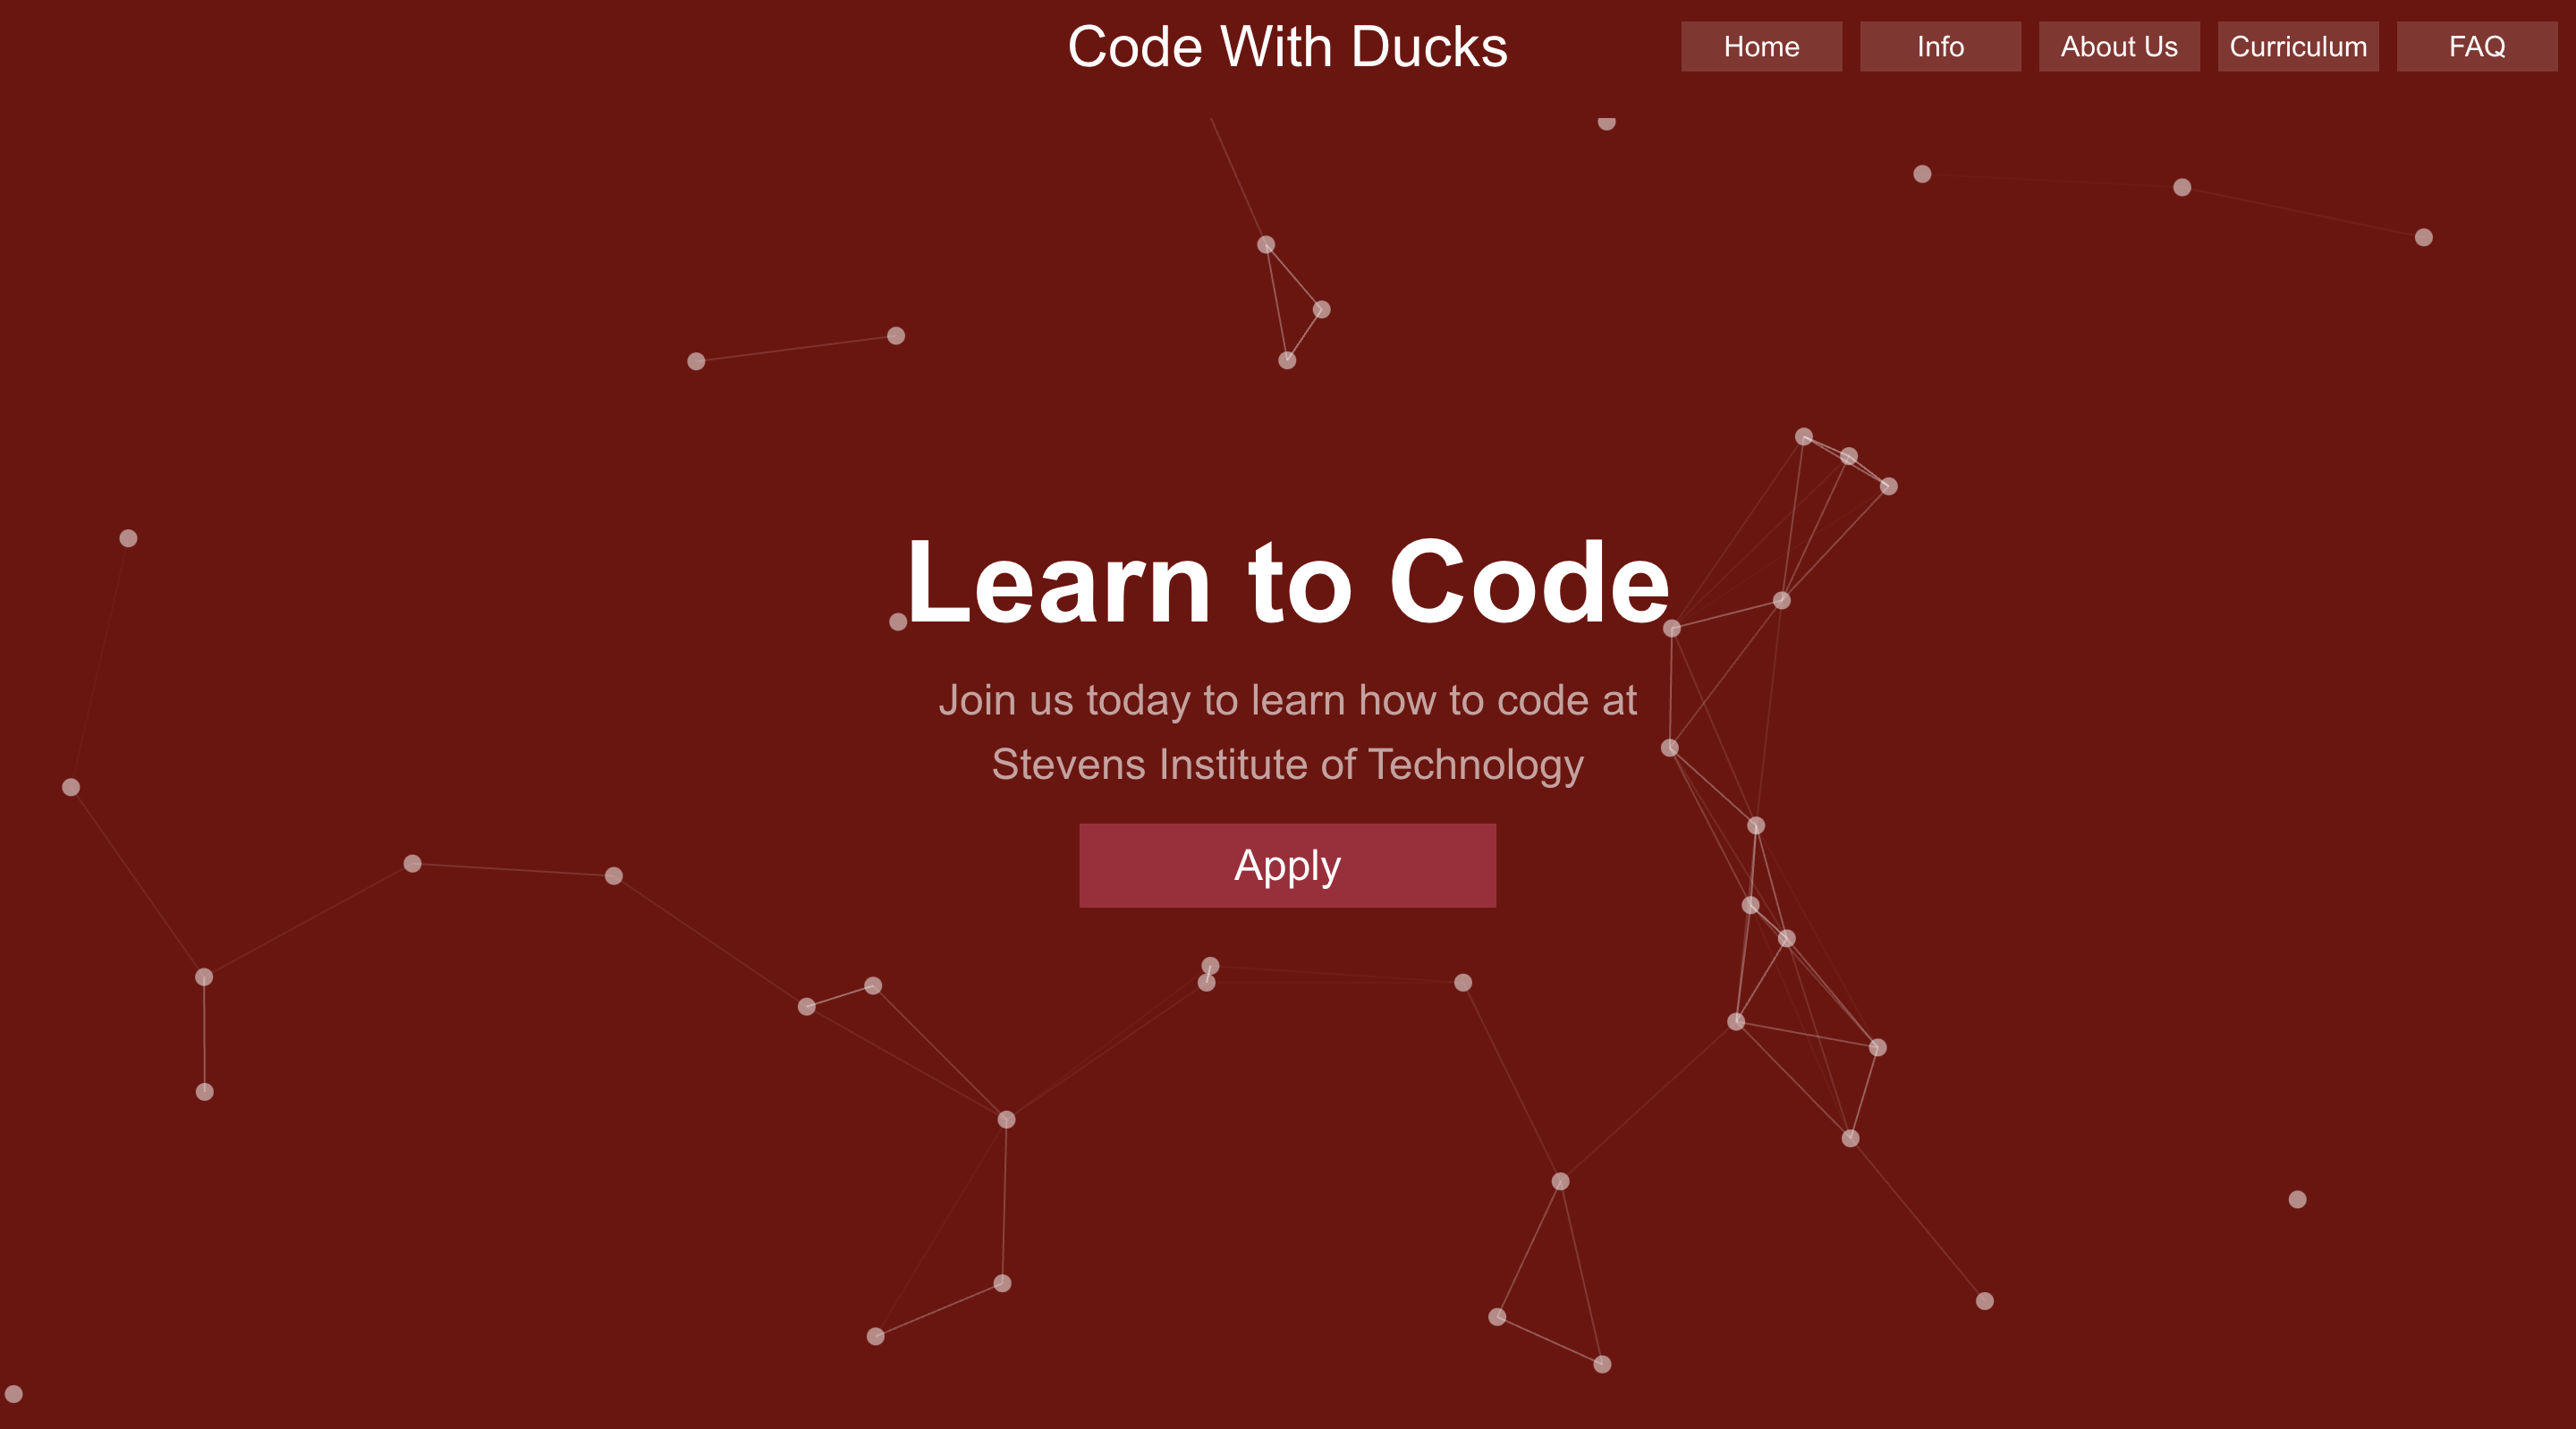 Code With Ducks
Home
Info
About Us
Curriculum
FAQ
Learn to Code
Join us today to learn how to code at
Stevens Institute of Technology
Apply